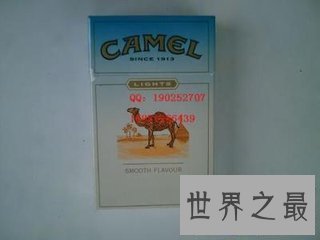 CAMEL
SINCE 1913
LIGHTS
QQ: 190252707
SMOOTH FLAVOUR
世界之最